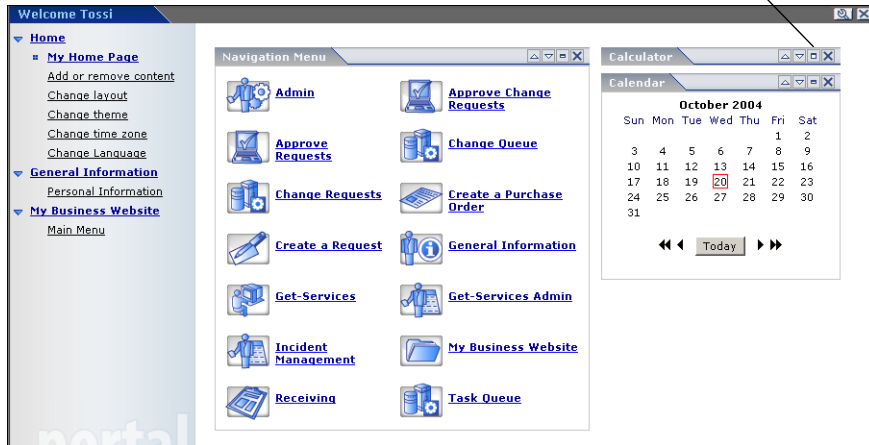 Welcome Tossi
Home
My Home Page
Add or remove content
Change layout
Change theme
Change time zone
Change Language
General Information
Personal Information
My Business Website
Main Menu
portal
Navigation Menu
Admin
Approve Change
Requests
Approve
Requests
Change Queue
Change Requests
Create a Purchase
Order
Create a Request
General Information
Get-Services
Get-Services Admin
Incident
Management
My Business Website
Receiving
Task Queue
Calculator
Calendar
October 2004
Sun Mon Tue Wed Thu Fri Sat
1 2
3 4 5 6 7 8 9
10 11 12 13 14 15 16
17 18 19 20 21 22 23
24 25 26 27 28 29 30
31
Today